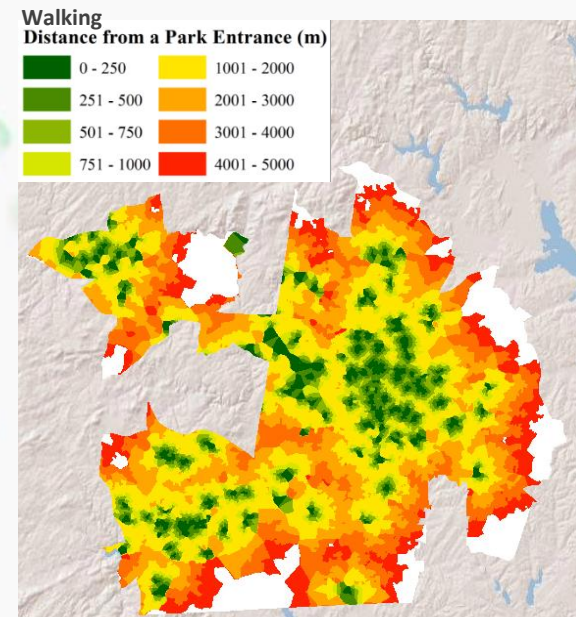 Walking
Distance from a Park Entrance (m)
0 - 250
1001 - 2000
251 - 500
2001 - 3000
501 - 750
3001 - 4000
751 - 1000
4001 - 5000